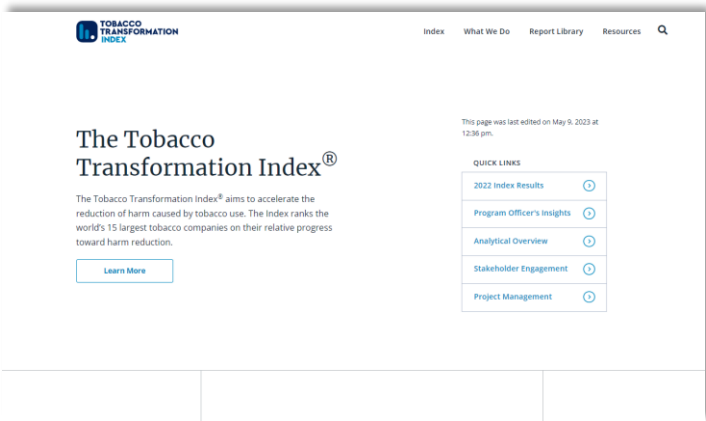 TOBACCO
TRANSFORMATION
INDEX
Index What We Do Report Library Resources
This page was last edited on May 9, 2023 at
12:36 pm.
The Tobacco
Transformation Index®
The Tobacco Transformation Index® aims to accelerate the
reduction of harm caused by tobacco use. The Index ranks the
world's 15 largest tobacco companies on their relative progress
toward harm reduction.
Learn More
QUICK LINKS
2022 Index Results
Program Officer's Insights
Analytical Overview
Stakeholder Engagement
Project Management